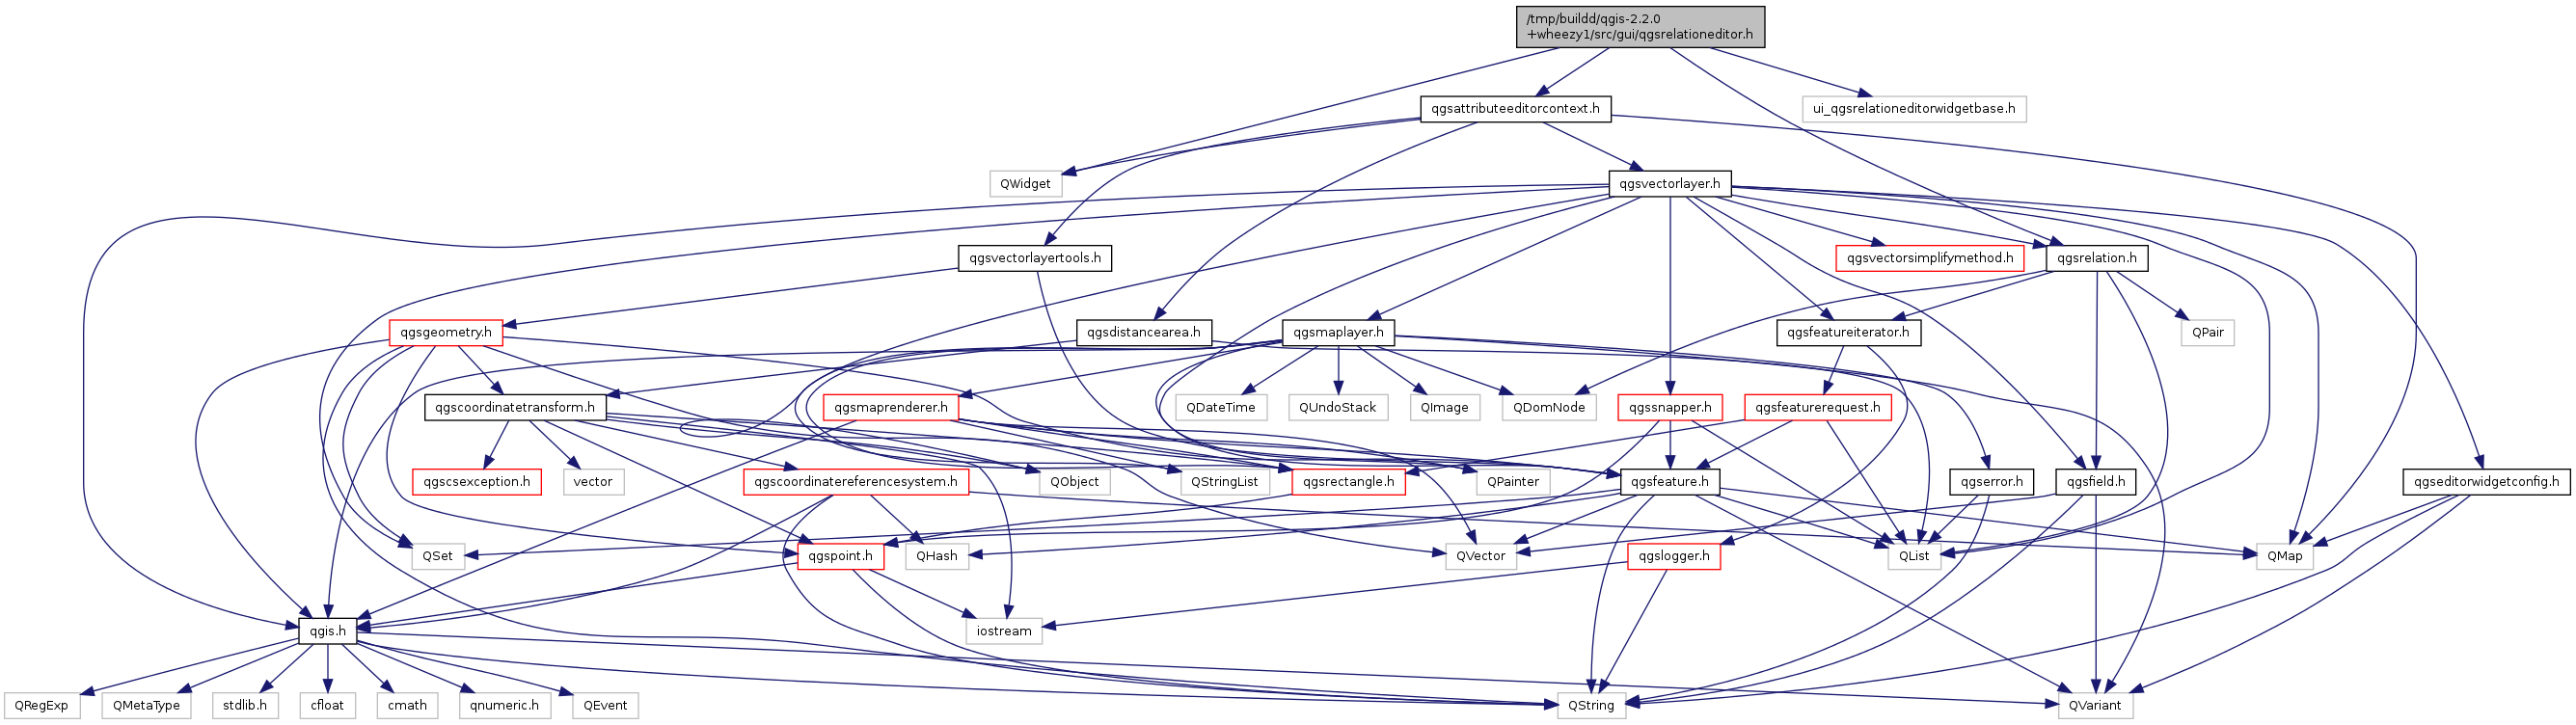 /tmp/buildd/qgis-2.2.0
+wheezy1/src/gui/qgsrelationeditor.h
qgsattributeeditorcontext.h
ui_qgsrelationeditorwidgetbase.h
QWidget
qgsvectorlayer.h
qgsvectorlayertools.h
qgsvectorsimplifymethod.h
qgsrelation.h
qgsgeometry.h
qgsdistancearea.h
qgsmaplayer.h
qgsfeatureiterator.h
QPair
qgscoordinatetransform.h
qgsmaprenderer.h
QDateTime
QUndoStack
QImage
QDomNode
qgssnapper.h
qgsfeaturerequest.h
qgscsexception.h
vector
qgscoordinatereferencesystem.h
QObject
QStringList
qgsrectangle.h
QPainter
qgsfeature.h
qgserror.h
qgsfield.h
qgseditorwidgetconfig.h
QSet
qgspoint.h
QHash
QVector
qgslogger.h
QList
QMap
qgis.h
iostream
QRegExp
QMetaType
stdlib.h
cfloat
cmath
qnumeric.h
QEvent
QString
QVariant